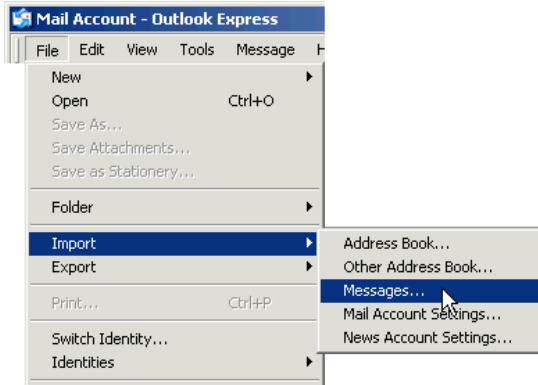 Mail Account - Outlook Express
File Edit View Tools Message
New
Open Ctrl+O
Save As...
Save Attachments...
Save as Stationery...
Folder
Import
Export
Print... Ctrl+P
Switch Identity...
Identities
Address Book...
Other Address Book...
Messages...
Mail Account Settings...
News Account Settings...